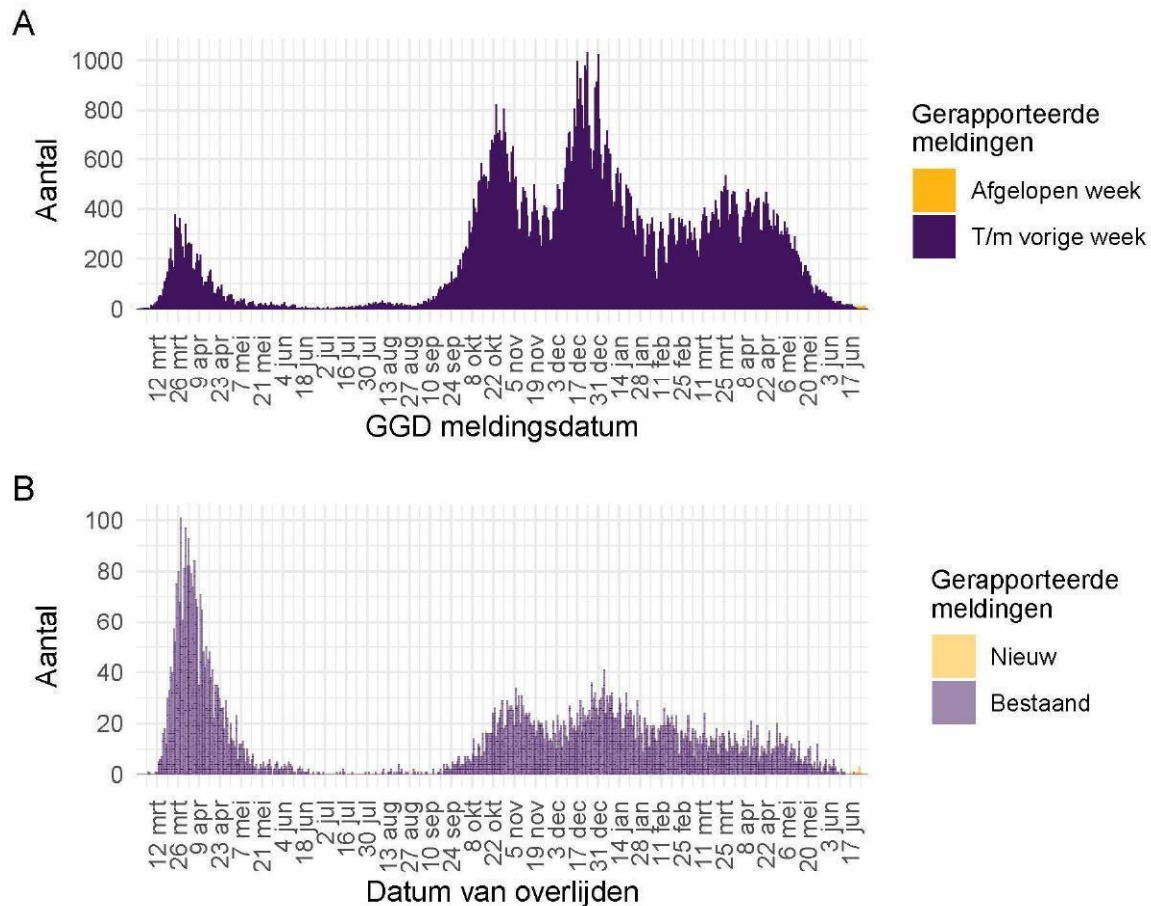 A
Aantal
1000
800
600
400
200
0
12 mrt
26 mrt
9 apr
23 apr
7 mei
21 mei
4 jun
18 jun
2 jul
16 jul
30 jul
13 aug
27 aug
10 sep
24 sep
8 okt
22 okt
5 nov
19 nov
3 dec
17 dec
31 dec
14 jan
28 jan
11 feb
25 feb
11 mrt
25 mrt
8 apr
22 apr
6 mei
20 mei
3 jun
17 jun
GGD meldingsdatum
Gerapporteerde
meldingen
Afgelopen week
T/m vorige week
B
Aantal
100
80
60
40
20
0
12 mrt
26 mrt
9 apr
23 apr
7 mei
21 mei
4 jun
18 jun
2 jul
16 jul
30 jul
13 aug
27 aug
10 sep
24 sep
8 okt
22 okt
5 nov
19 nov
3 dec
17 dec
31 dec
14 jan
28 jan
11 feb
25 feb
11 mrt
25 mrt
8 apr
22 apr
6 mei
20 mei
3 jun
17 jun
Datum van overlijden
Gerapporteerde
meldingen
Nieuw
Bestaand